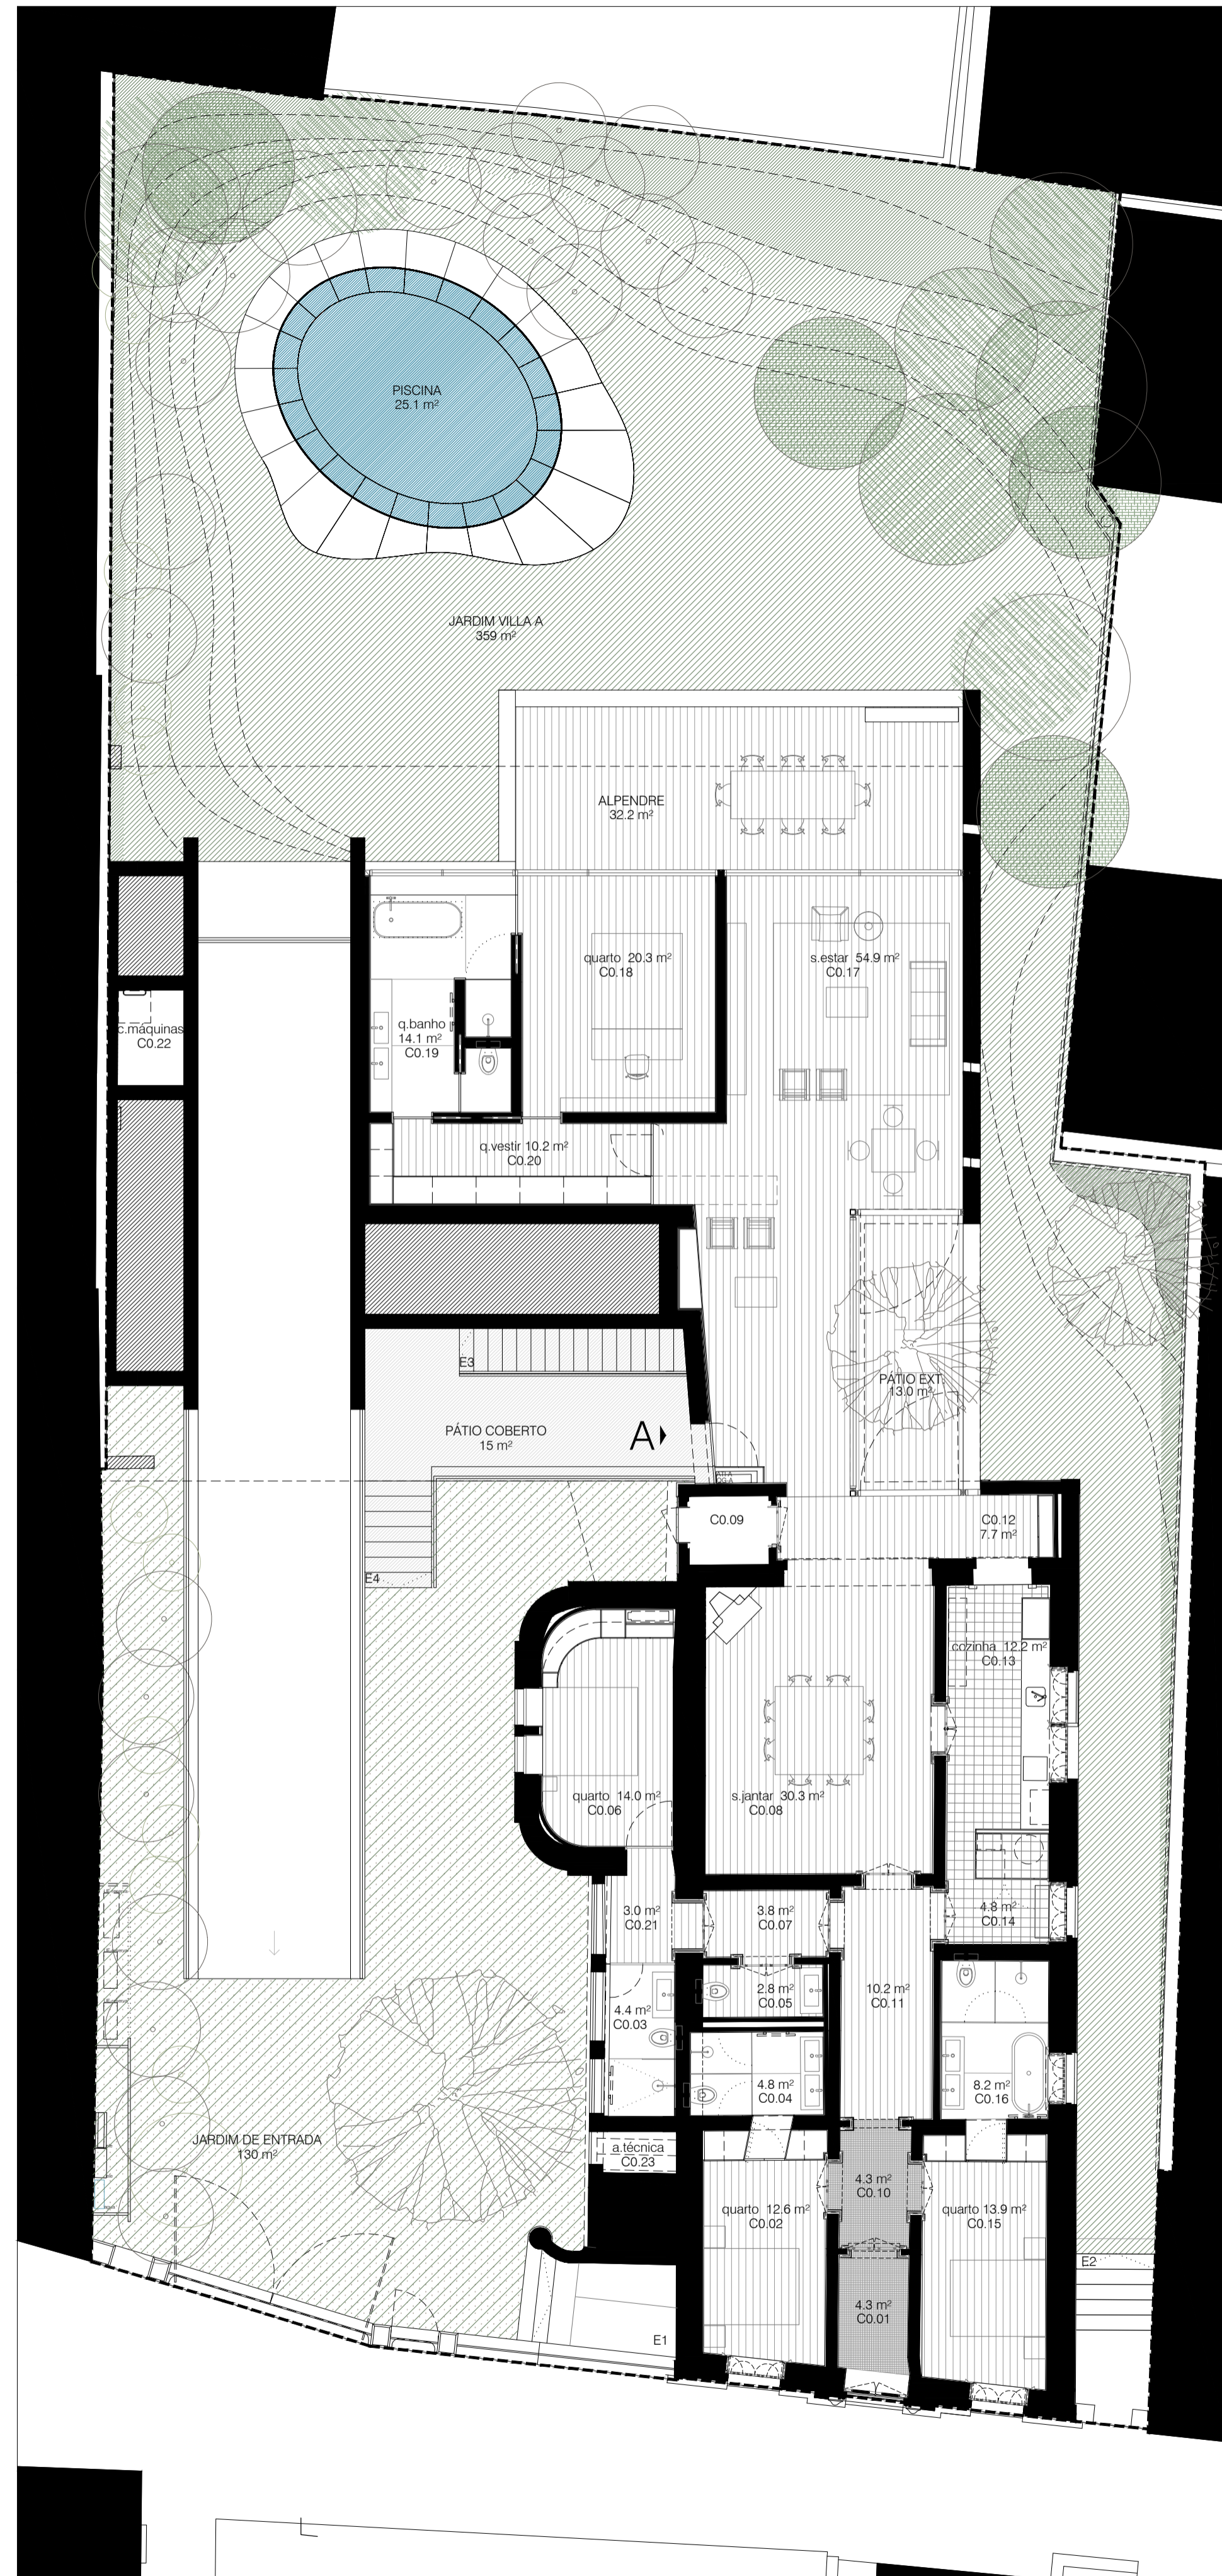 PISCINA
25.1 m²
JARDIM VILLA A
359 m²
ALPENDRE
32.2 m²
quarto 20.3 m²
C0.18
s.estar 54.9 m²
C0.17
q.banho
14.1 m²
C0.19
c.máquinas
C0.22
q.vestir 10.2 m²
C0.20
E3
PÁTIO EXT.
13.0 m²
PÁTIO COBERTO
15 m²
A
ATI-A
QG-A
C0.09
C0.12
7.7 m²
E4
cozinha 12.2 m²
C0.13
quarto 14.0 m²
C0.06
s.jantar 30.3 m²
C0.08
3.0 m²
C0.21
3.8 m²
C0.07
4.8 m²
C0.14
2.8 m²
C0.05
10.2 m²
C0.11
4.4 m²
C0.03
4.8 m²
C0.04
8.2 m²
C0.16
JARDIM DE ENTRADA
130 m²
a.técnica
C0.23
4.3 m²
C0.10
quarto 12.6 m²
C0.02
quarto 13.9 m²
C0.15
E2
4.3 m²
C0.01
E1